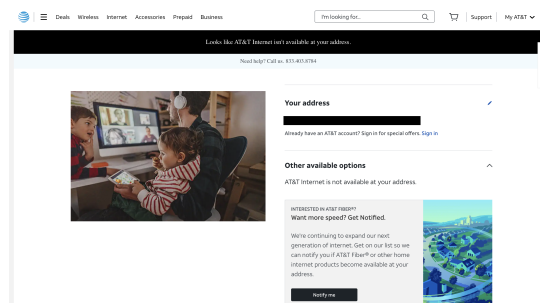 Deals Wireless Internet Accessories Prepaid Business I'm looking for... Support My AT&T
Looks like AT&T Internet isn't available at your address.
Need help? Call us. 833.403.8784
Your address
Already have an AT&T account? Sign in for special offers. Sign in
Other available options
AT&T Internet is not available at your address.
INTERESTED IN AT&T FIBER®?
Want more speed? Get Notified.
We're continuing to expand our next
generation of internet. Get on our list so we
can notify you if AT&T Fiber® or other home
internet products become available at your
address.
Notify me